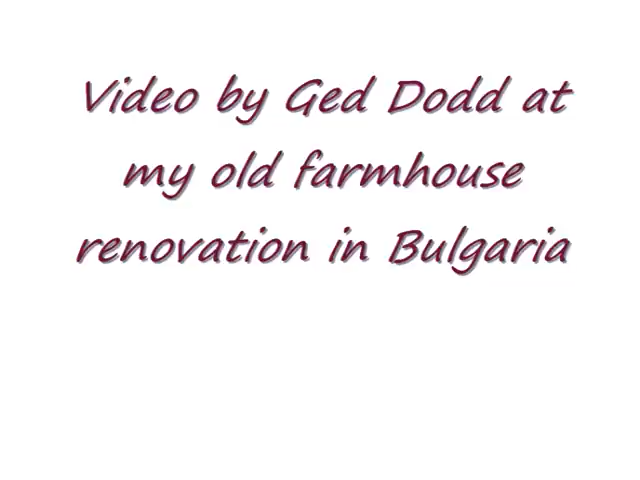 Video by Ged Dodd at
my old farmhouse
renovation in Bulgaria